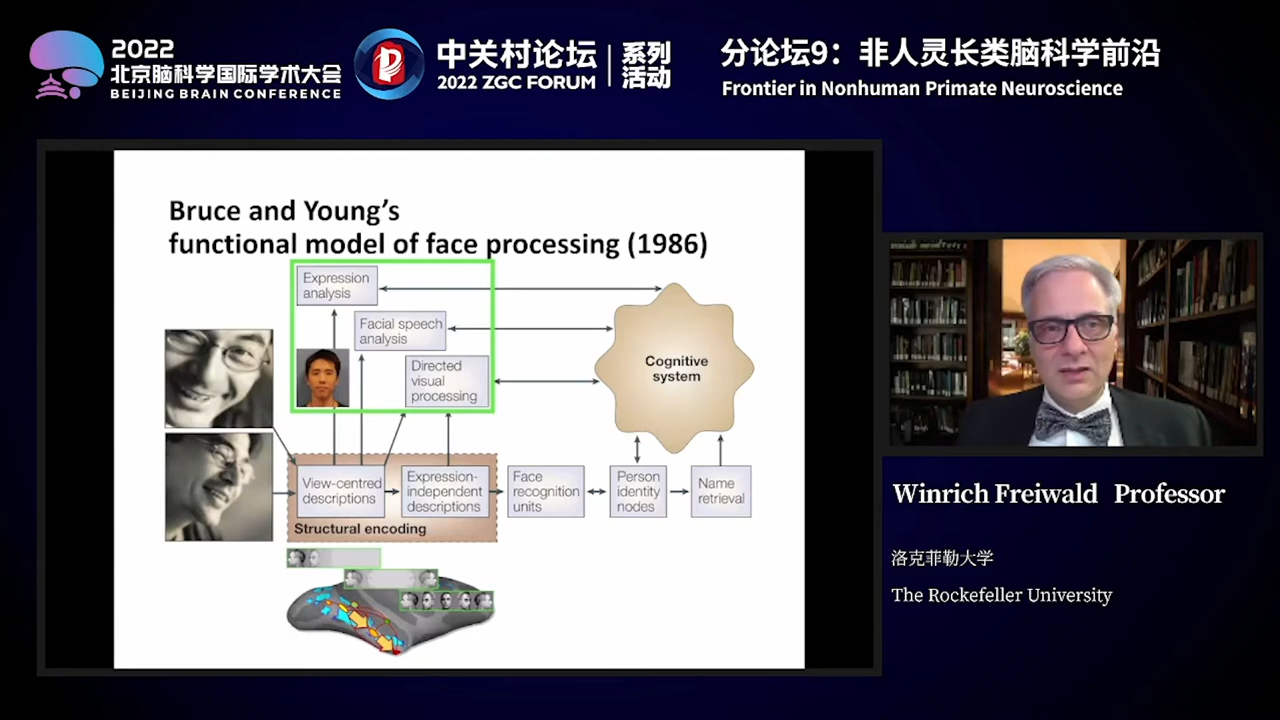 2022
北京脑科学国际学术大会
BEIJING BRAIN CONFERENCE
中关村论坛
2022 ZGC FORUM
系列
活动
分论坛9：非人灵长类脑科学前沿
Frontier in Nonhuman Primate Neuroscience
Bruce and Young’s
functional model of face processing (1986)
Expression
analysis
Facial speech
analysis
Directed
visual
processing
Cognitive
system
View-centred
descriptions
Expression-
independent
descriptions
Face
recognition
units
Person
identity
nodes
Name
retrieval
Structural encoding
Winrich Freiwald Professor
洛克菲勒大学
The Rockefeller University